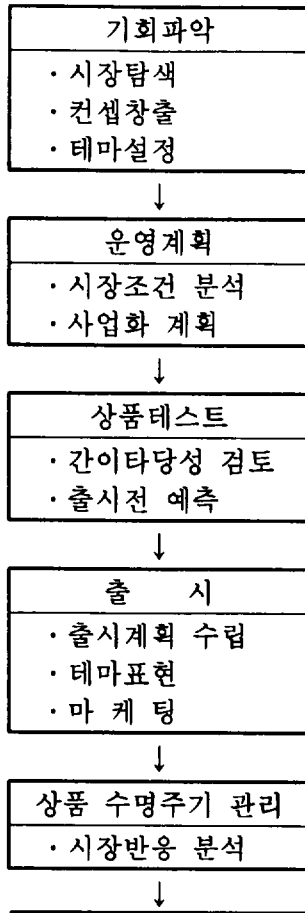 기회파악
· 시장탐색
· 컨셉창출
· 테마설정
↓
운영계획
· 시장조건 분석
· 사업화 계획
↓
상품테스트
· 간이타당성 검토
· 출시전 예측
↓
출 시
· 출시계획 수립
· 테마표현
· 마 케 팅
↓
상품 수명주기 관리
· 시장반응 분석
↓